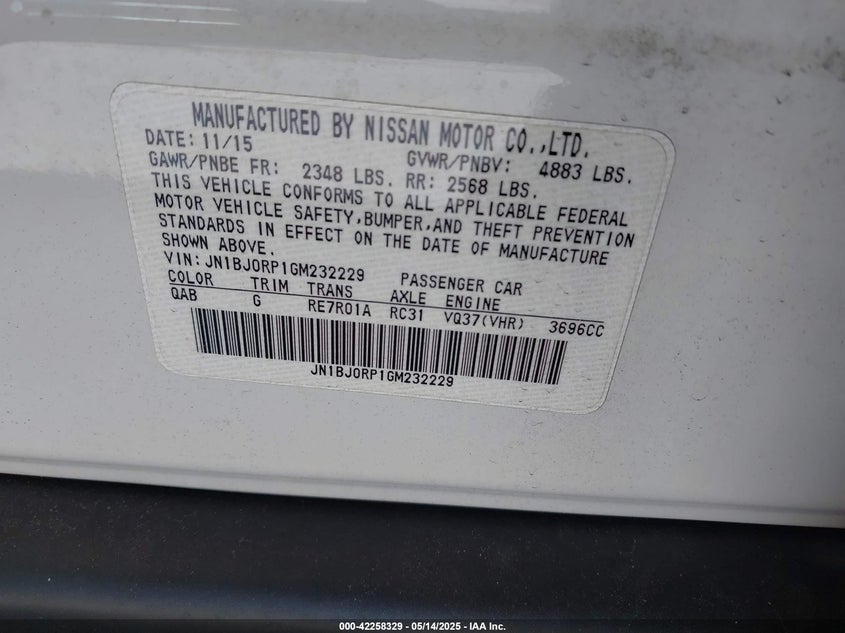 MANUFACTURED BY NISSAN MOTOR CO.,LTD.
DATE: 11/15 GVWR/PNBV: 4883 LBS.
GAWR/PNBE FR: 2348 LBS. RR: 2568 LBS.
THIS VEHICLE CONFORMS TO ALL APPLICABLE FEDERAL
MOTOR VEHICLE SAFETY,BUMPER,AND THEFT PREVENTION
STANDARDS IN EFFECT ON THE DATE OF MANUFACTURE
SHOWN ABOVE.
VIN: JN1BJ0RP1GM232229 PASSENGER CAR
COLOR TRIM TRANS AXLE ENGINE
QAB G RE7R01A RC31 VQ37(VHR) 3696CC
JN1BJ0RP1GM232229
000-42258329 | 05/14/2025 - IAA Inc.